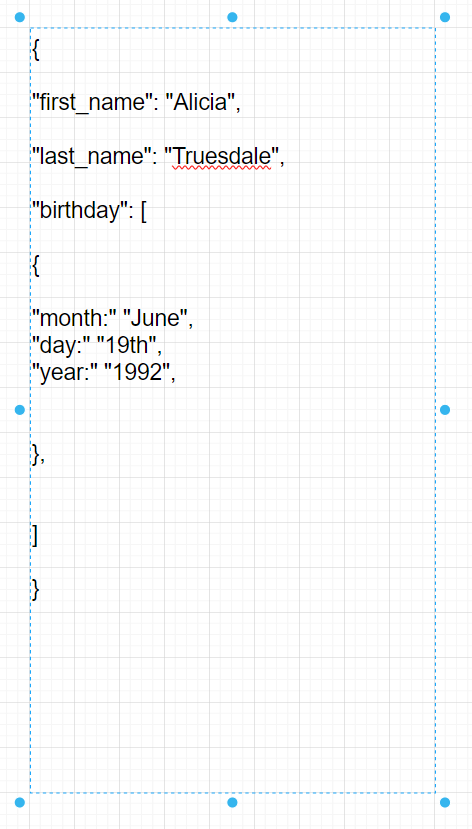 {
"first_name": "Alicia",
"last_name": "Truesdale",
"birthday": [
{
"month:" "June",
"day:" "19th",
"year:" "1992",
},
]
}